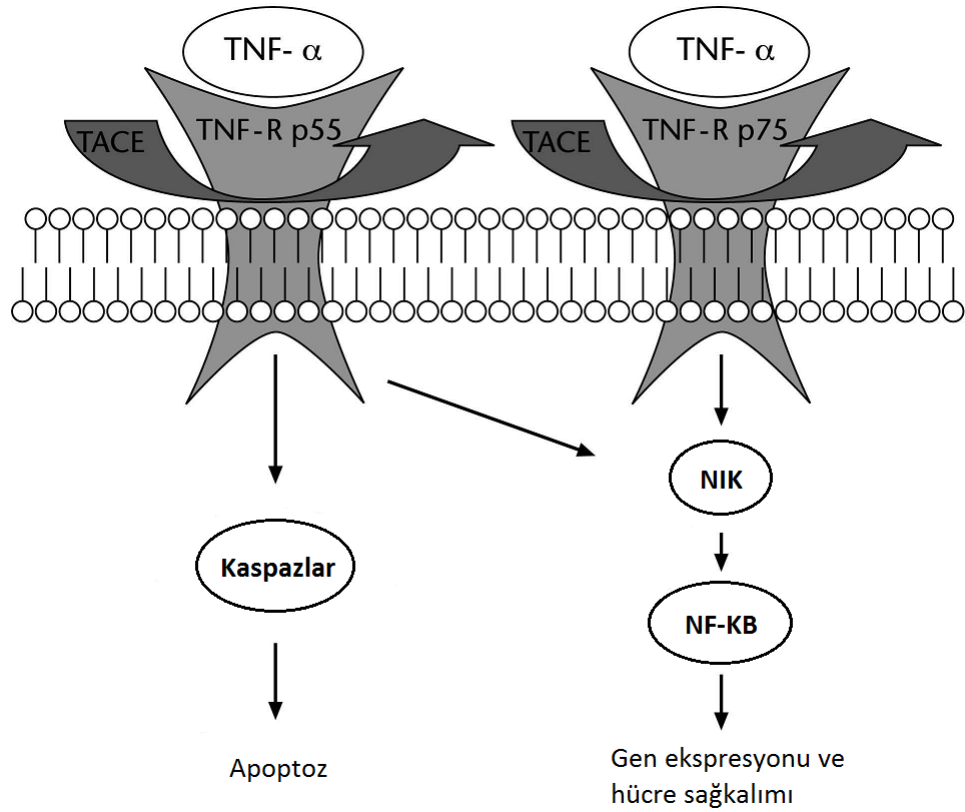 TNF- α
TNF- α
TACE
TNF-R p55
TACE
TNF-R p75
NIK
Kaspazlar
NF-KB
Apoptoz
Gen ekspresyonu ve
hücre sağkalımı